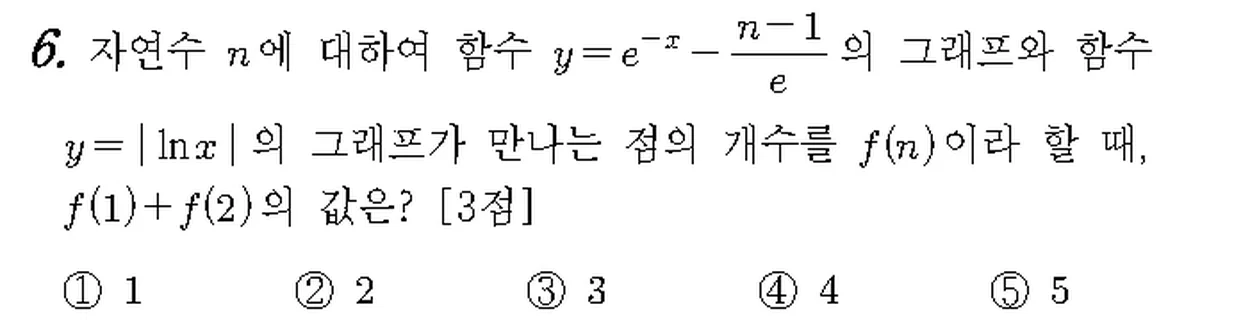 6. 자연수 n에 대하여 함수 y=e^{-x}-\frac{n-1}{e}의 그래프와 함수
y=|lnx|의 그래프가 만나는 점의 개수를 f(n)이라 할 때,
f(1)+f(2)의 값은? [3점]
① 1 ② 2 ③ 3 ④ 4 ⑤ 5